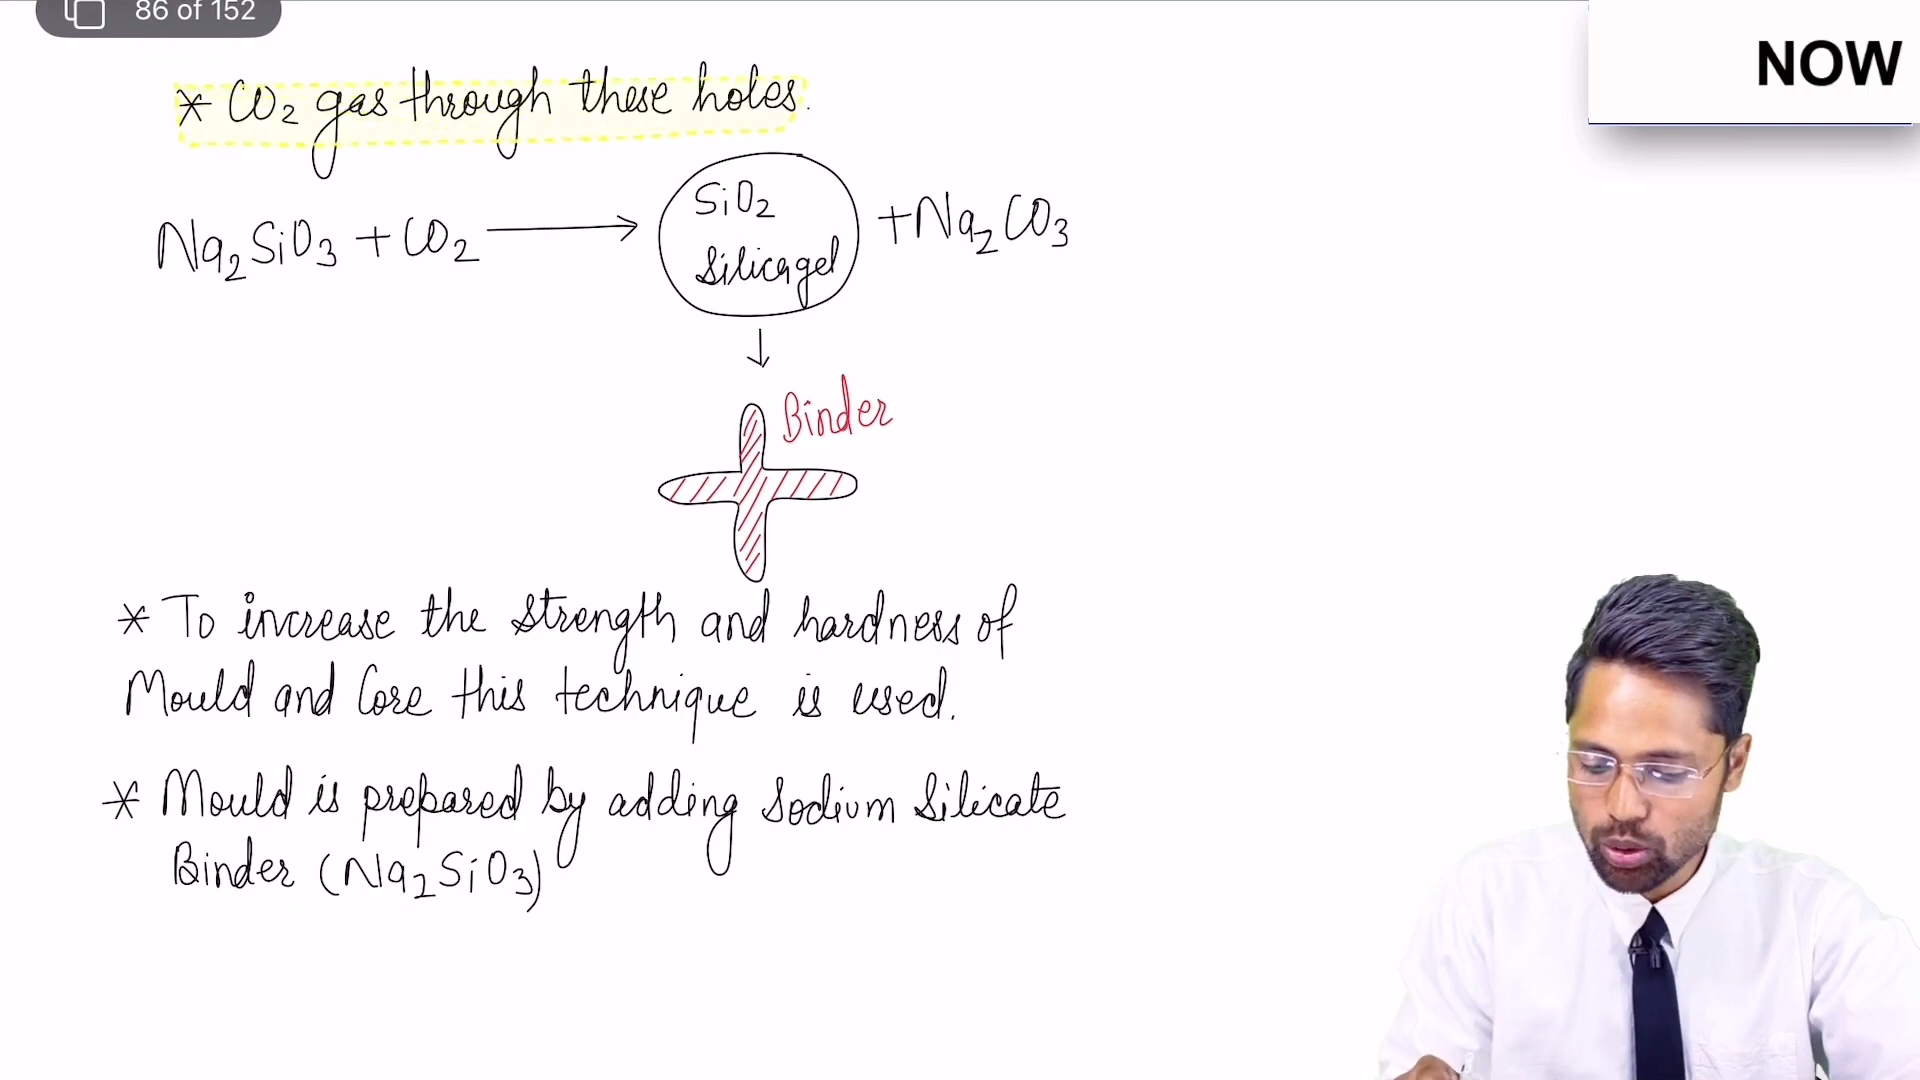 86 of 152
NOW
* CO2 gas through these holes.
Na2SiO3 + CO2 ⟶ SiO2 + Na2CO3
Silicagel
↓
Binder
* To increase the strength and hardness of
Mould and Core this technique is used.
* Mould is prepared by adding Sodium Silicate
Binder (Na2SiO3)